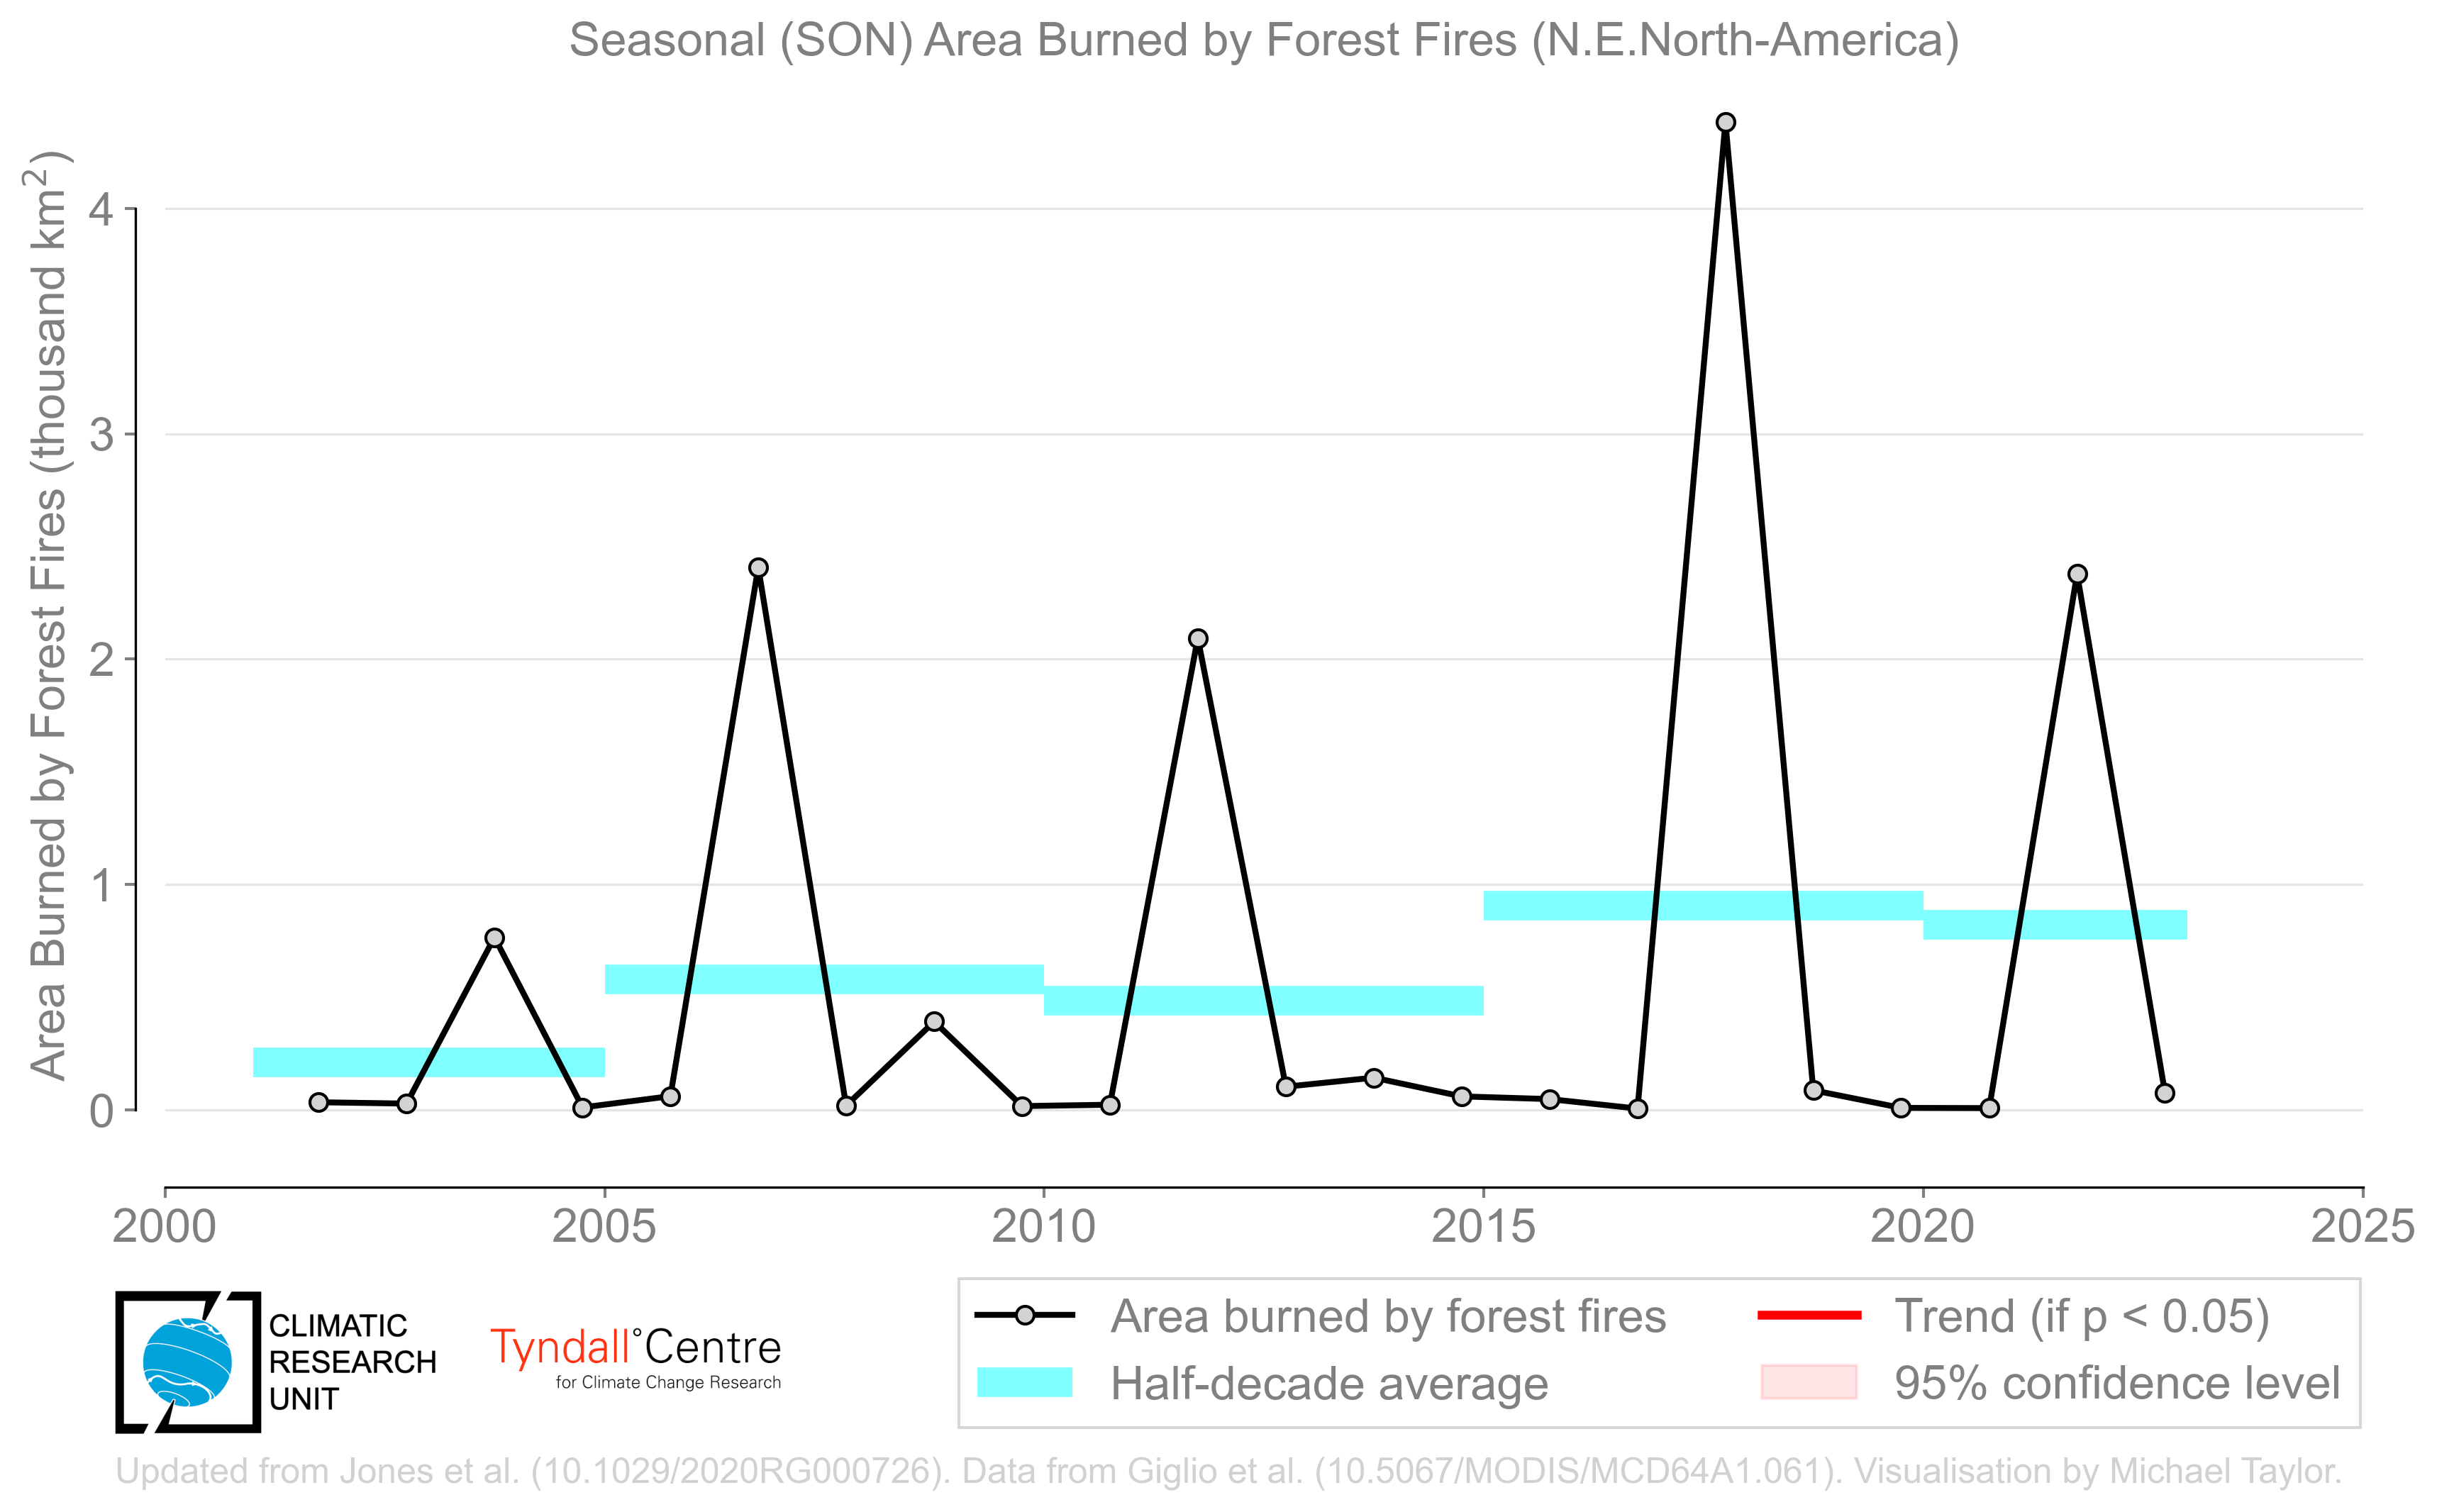 Seasonal (SON) Area Burned by Forest Fires (N.E.North-America)
Area Burned by Forest Fires (thousand km²)
4
3
2
1
0
2000 2005 2010 2015 2020 2025
CLIMATIC
RESEARCH
UNIT
Tyndall°Centre
for Climate Change Research
Area burned by forest fires
Half-decade average
Trend (if p < 0.05)
95% confidence level
Updated from Jones et al. (10.1029/2020RG000726). Data from Giglio et al. (10.5067/MODIS/MCD64A1.061). Visualisation by Michael Taylor.